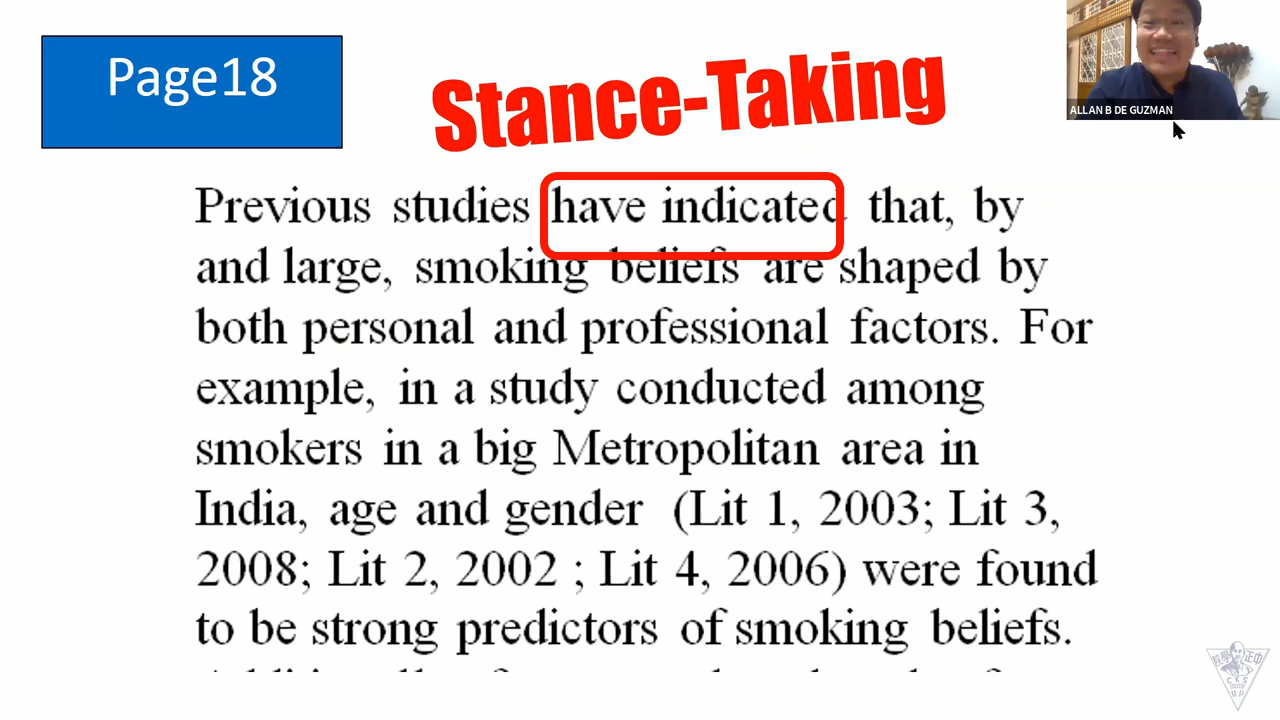 Page18
Stance-Taking
ALLAN B DE GUZMAN
Previous studies have indicated that, by
and large, smoking beliefs are shaped by
both personal and professional factors. For
example, in a study conducted among
smokers in a big Metropolitan area in
India, age and gender (Lit 1, 2003; Lit 3,
2008; Lit 2, 2002 ; Lit 4, 2006) were found
to be strong predictors of smoking beliefs.